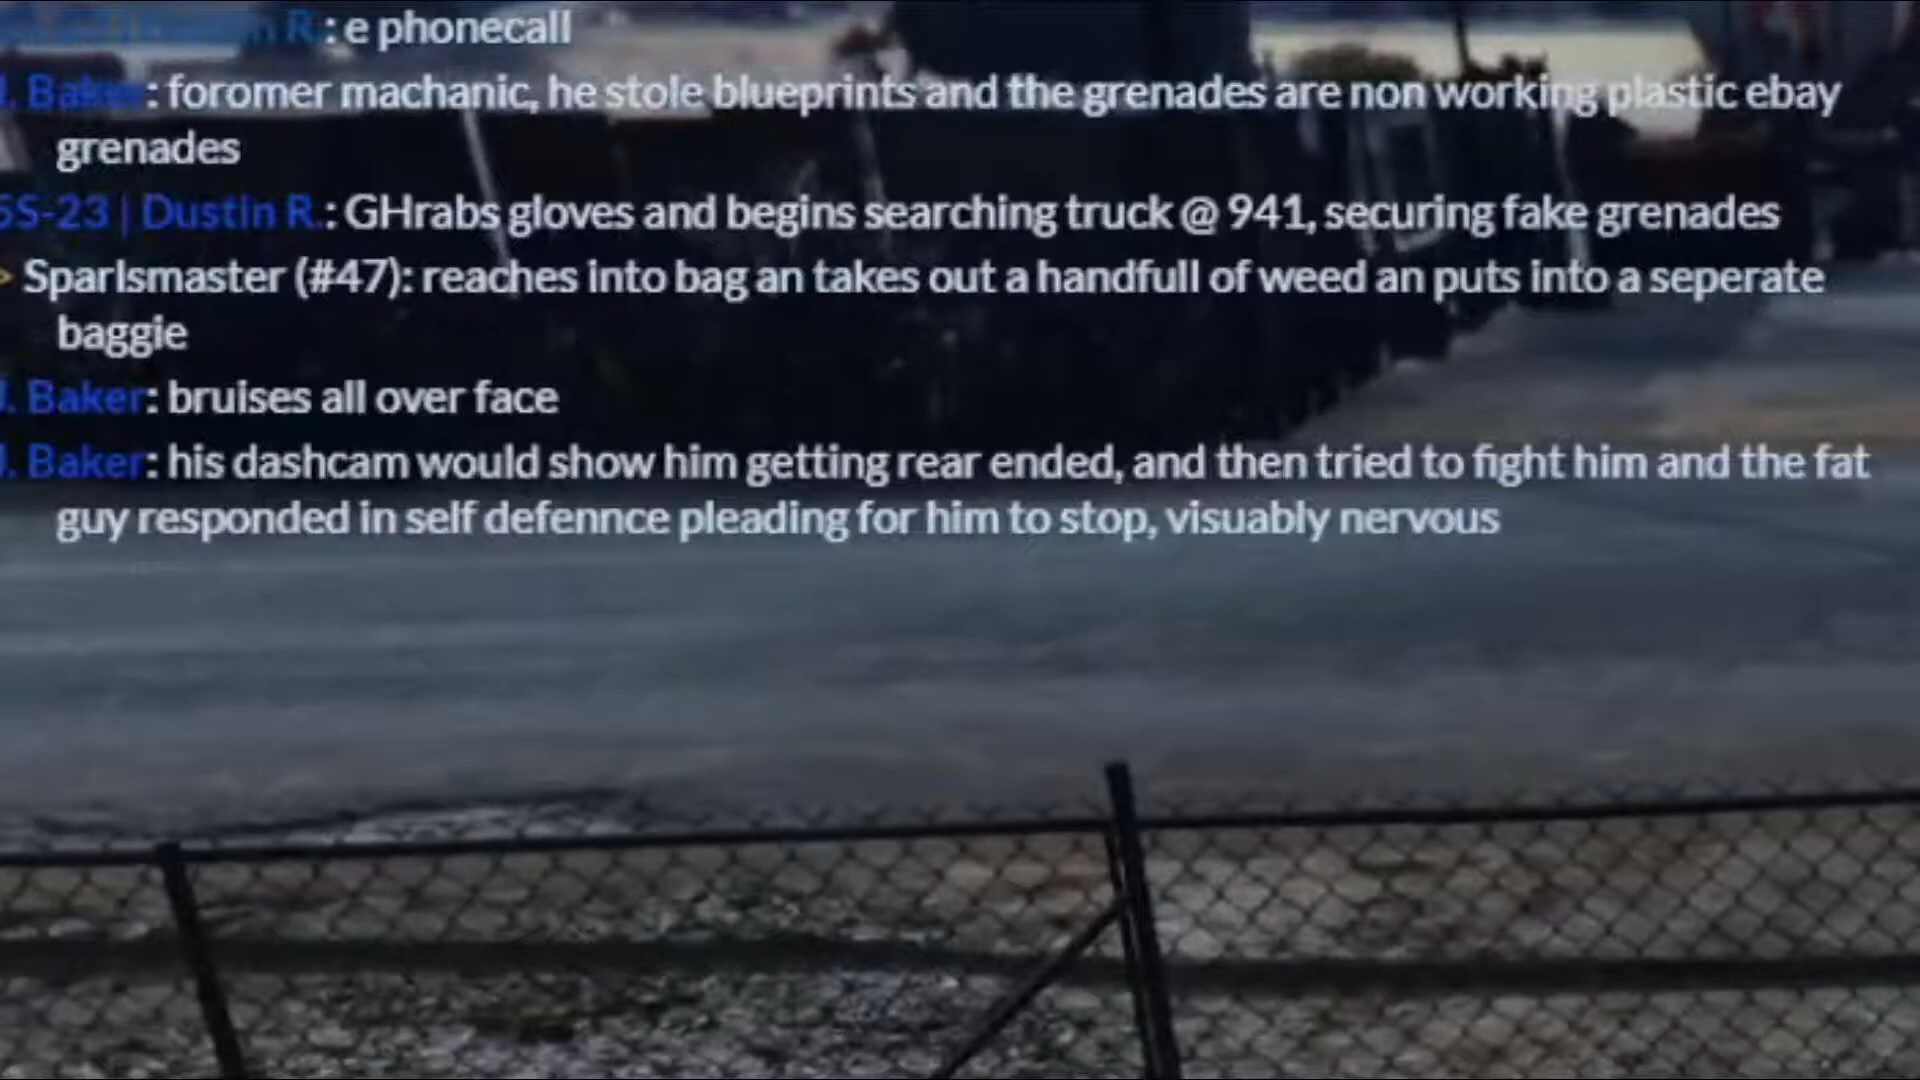 R.: e phonecall
J. Baker: foromer machanic, he stole blueprints and the grenades are non working plastic ebay
grenades
5S-23 | Dustin R.: GHrabs gloves and begins searching truck @ 941, securing fake grenades
> Sparlsmaster (#47): reaches into bag an takes out a handfull of weed an puts into a seperate
baggie
J. Baker: bruises all over face
J. Baker: his dashcam would show him getting rear ended, and then tried to fight him and the fat
guy responded in self defennce pleading for him to stop, visuably nervous